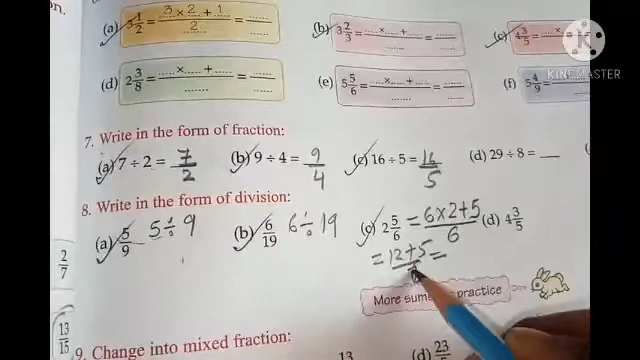 on.
(a) 3 1/2 = 3 × 2 + 1 / 2 = ......
(b) 3 2/3 = ......×......+...... / ...... = ......
(c) 4 3/5 = ......×
KINEMASTER
(d) 2 3/8 = ......×......+...... / ...... = ......
(e) 5 5/6 = ......×......+...... / ...... = ......
(f) 5 4/9 = ......
7. Write in the form of fraction:
(a) 7 ÷ 2 = 7/2 (b) 9 ÷ 4 = 9/4 (c) 16 ÷ 5 = 16/5 (d) 29 ÷ 8 = __
8. Write in the form of division:
(a) 5/9 5 ÷ 9 (b) 6/19 6 ÷ 19 (c) 2 5/6 = 6×2+5 / 6 (d) 4 3/5
= 12+5 / =
2/7
More sums practice
13/15
9. Change into mixed fraction:
13
(d) 23